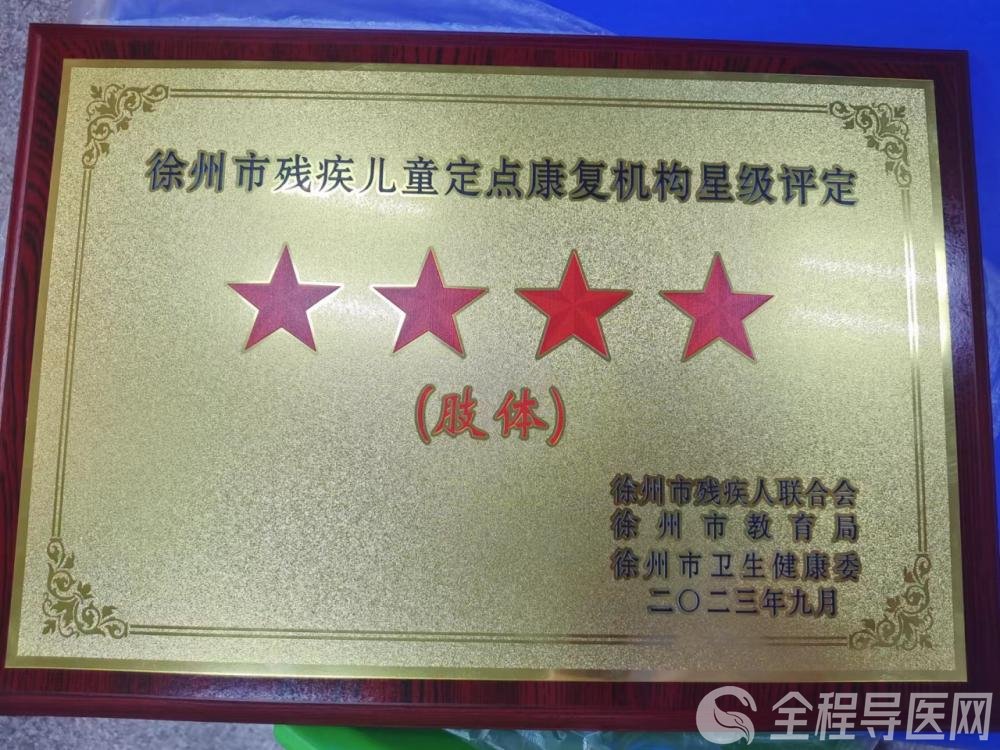 徐州市残疾儿童定点康复机构星级评定
(肢体)
徐州市残疾人联合会
徐州市教育局
徐州市卫生健康委
二〇二三年九月
全程导医网